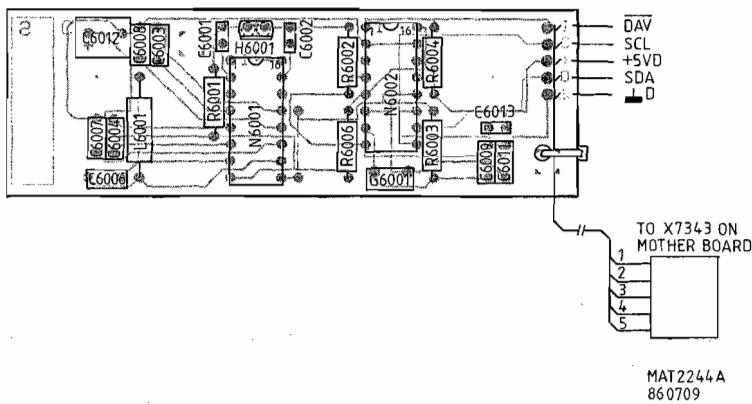 DAV
SCL
+5VD
SDA
D
C6012
C6008
C6003
C6001
H6001
C6002
R6002
R6004
R6001
N6001
16
N6002
1
16
C6013
C6007
C6004
L6001
R6006
R6003
C6009
C6011
C6006
G6001
TO X7343 ON
MOTHER BOARD
1
2
3
4
5
MAT2244A
860709